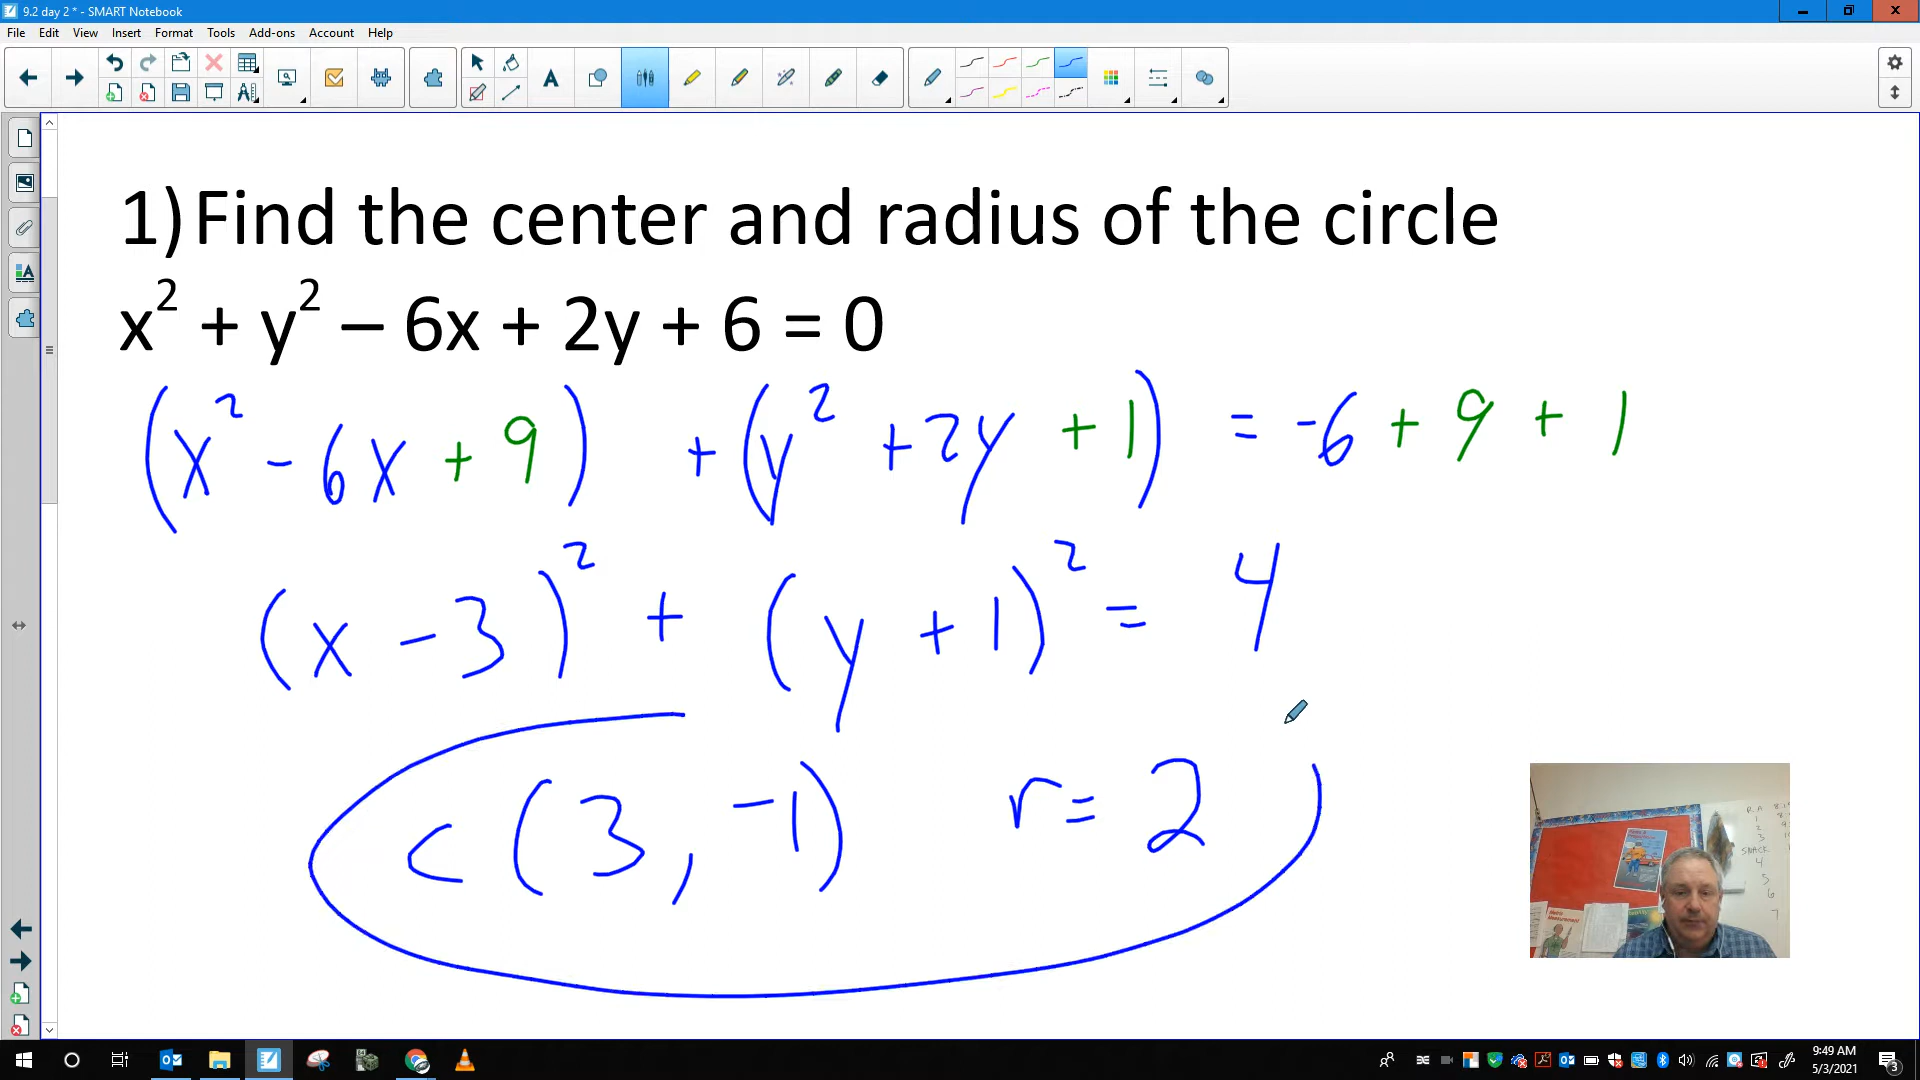 9.2 day 2 * - SMART Notebook
File Edit View Insert Format Tools Add-ons Account Help
1) Find the center and radius of the circle
x² + y² – 6x + 2y + 6 = 0
(x² - 6x + 9) + (y² + 2y + 1) = -6 + 9 + 1
(x - 3)² + (y + 1)² = 4
c (3, -1) r = 2
SNACK
9:49 AM
5/3/2021
3